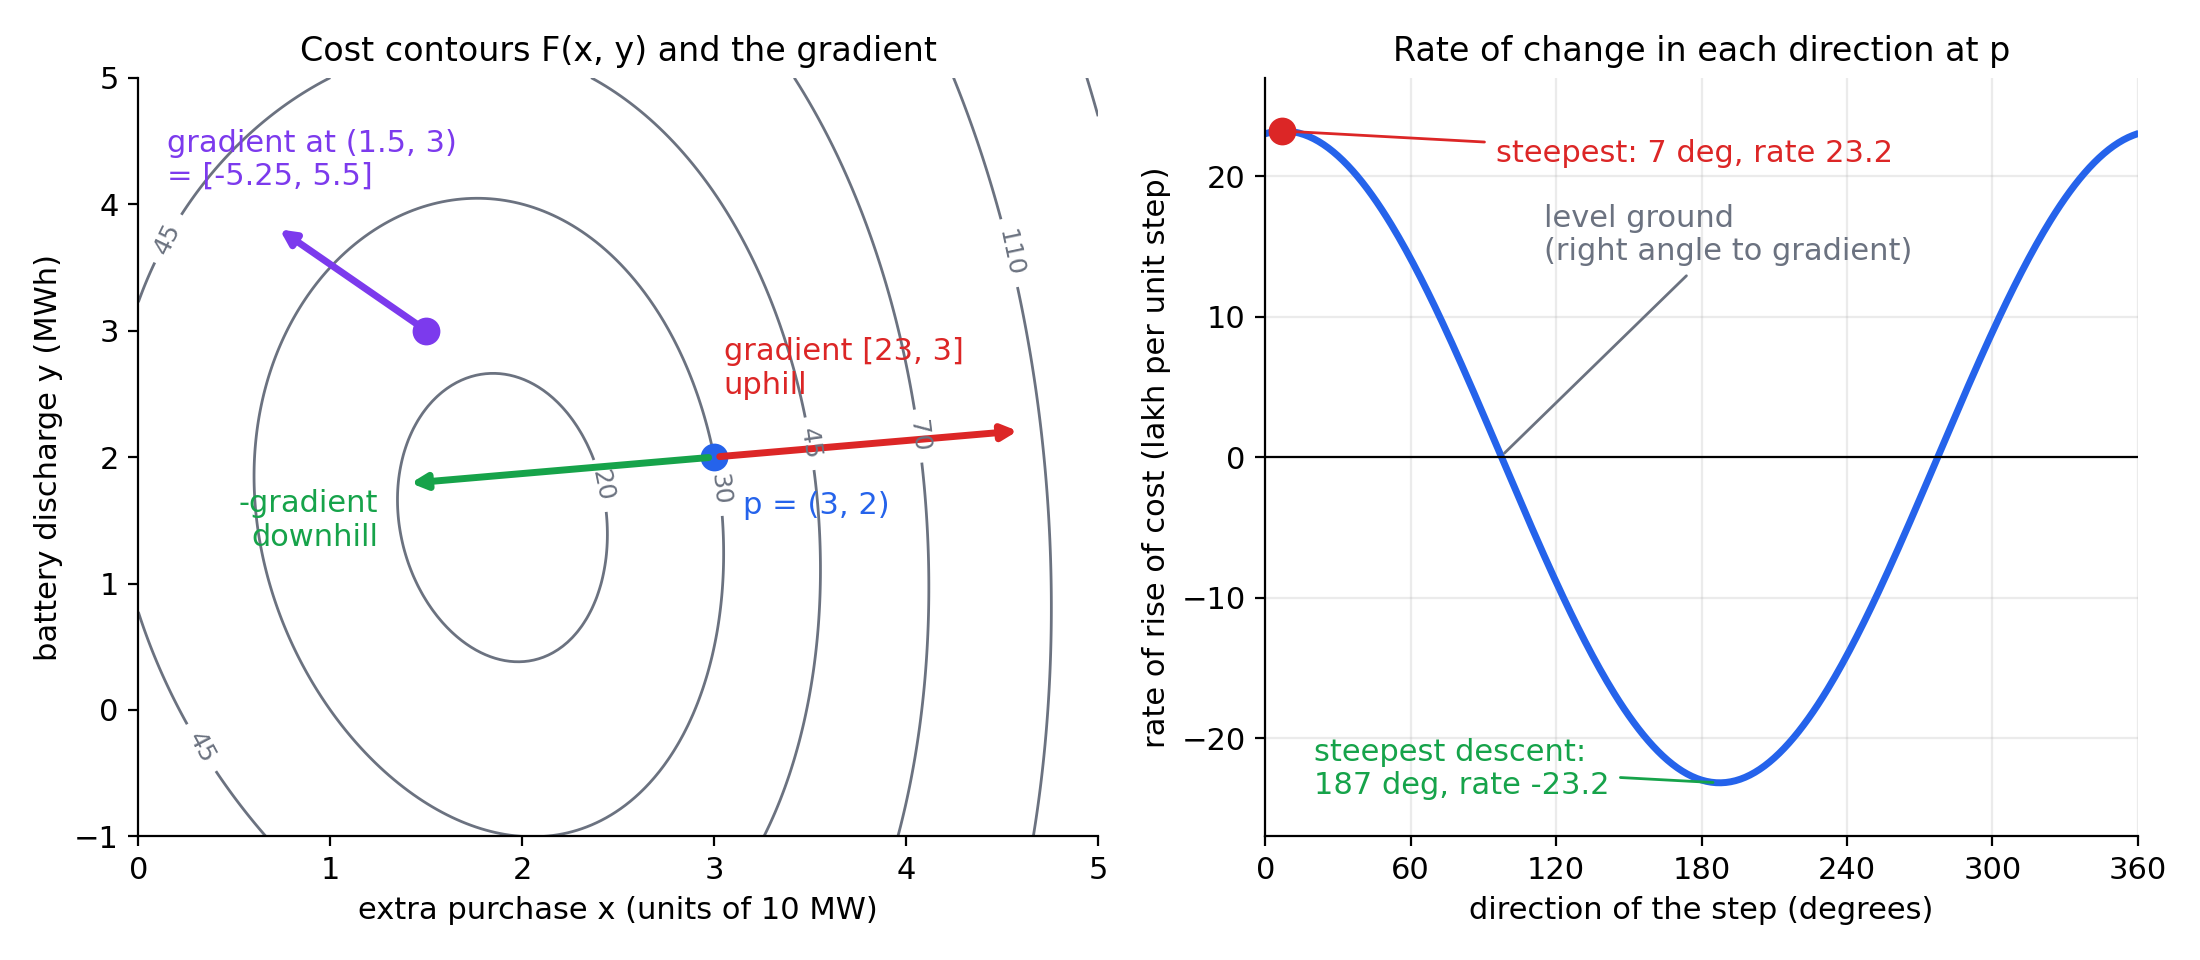 Cost contours F(x, y) and the gradient
5
4
3
2
1
0
−1
battery discharge y (MWh)
gradient at (1.5, 3)
= [-5.25, 5.5]
45
110
gradient [23, 3]
uphill
45
70
20
30
p = (3, 2)
-gradient
downhill
45
0 1 2 3 4 5
extra purchase x (units of 10 MW)
Rate of change in each direction at p
20
10
0
−10
−20
rate of rise of cost (lakh per unit step)
steepest: 7 deg, rate 23.2
level ground
(right angle to gradient)
steepest descent:
187 deg, rate -23.2
0 60 120 180 240 300 360
direction of the step (degrees)